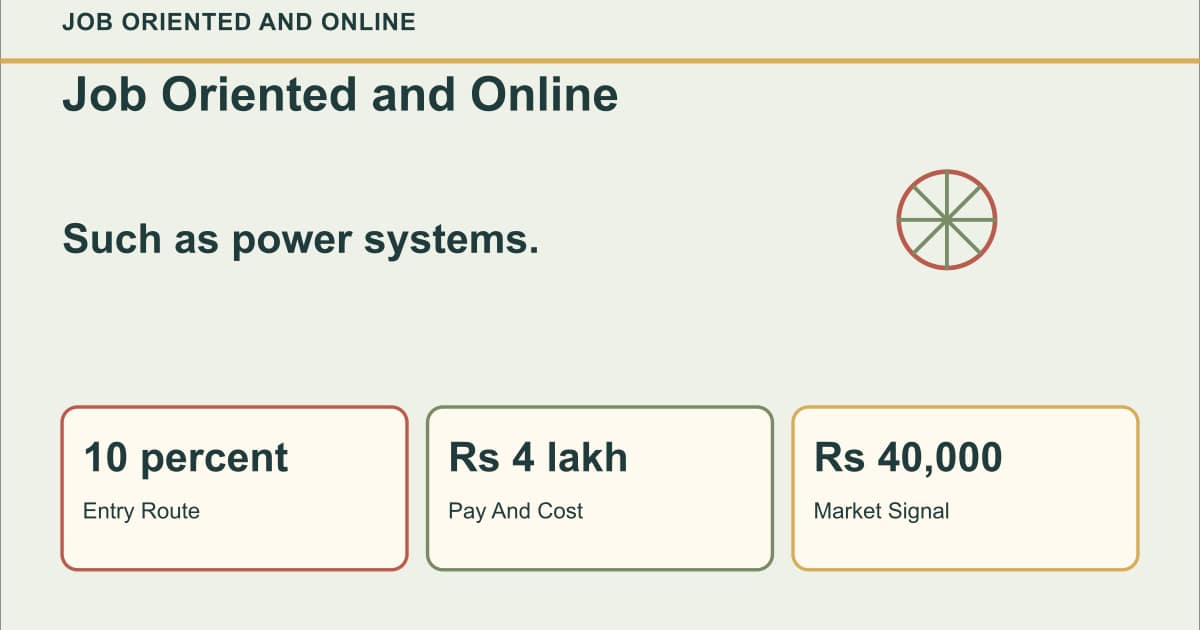 JOB ORIENTED AND ONLINE
Job Oriented and Online
Such as power systems.
10 percent
Entry Route
Rs 4 lakh
Pay And Cost
Rs 40,000
Market Signal